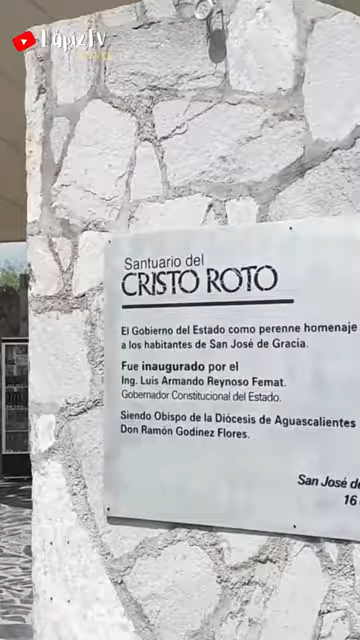 LápizTv
Santuario del
CRISTO ROTO
El Gobierno del Estado como perenne homenaje
a los habitantes de San José de Gracia.
Fue inaugurado por el
Ing. Luis Armando Reynoso Femat.
Gobernador Constitucional del Estado.
Siendo Obispo de la Diócesis de Aguascalientes
Don Ramón Godínez Flores.
San José de
16